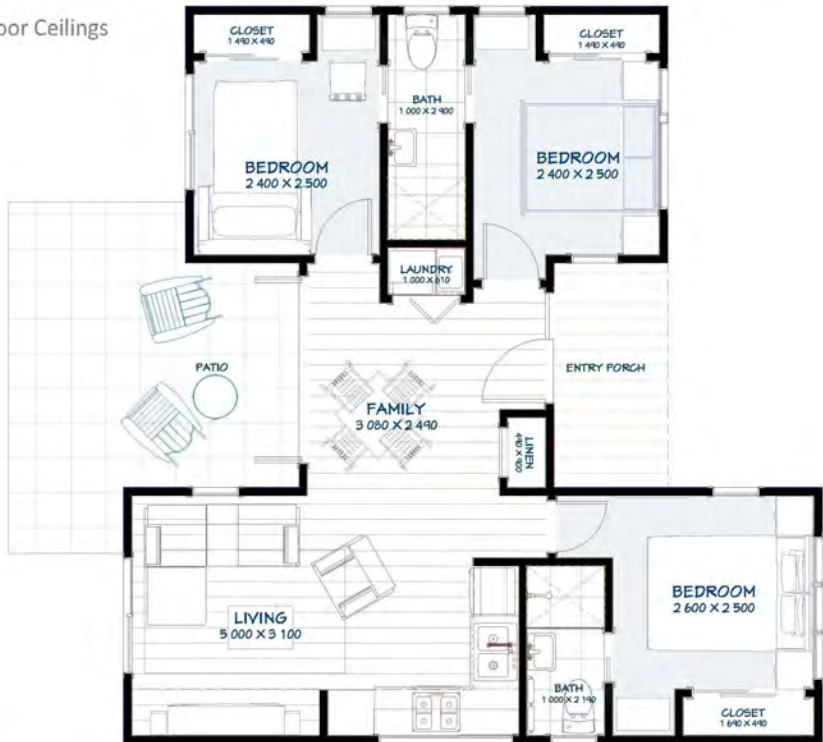 oor Ceilings
CLOSET
1 490 X 490
CLOSET
1 490 X 490
BATH
1 000 X 2 900
BEDROOM
2 400 X 2 500
BEDROOM
2 400 X 2 500
LAUNDRY
1 000 X 610
PATIO
ENTRY PORCH
FAMILY
3 080 X 2 490
LINEN
490 X 900
LIVING
5 000 X 3 100
BEDROOM
2 600 X 2 500
BATH
1 000 X 2 190
CLOSET
1 690 X 490